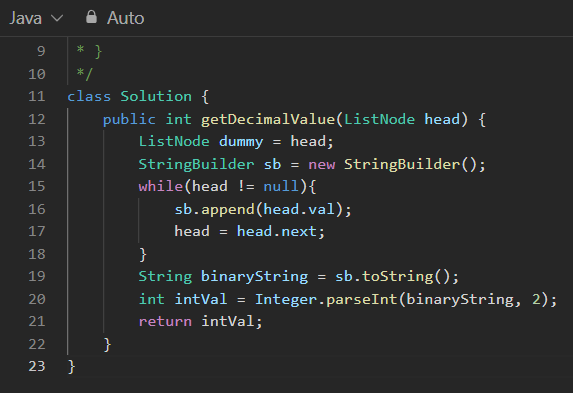 Java Auto
9 * }
10 */
11 class Solution {
12 public int getDecimalValue(ListNode head) {
13 ListNode dummy = head;
14 StringBuilder sb = new StringBuilder();
15 while(head != null){
16 sb.append(head.val);
17 head = head.next;
18 }
19 String binaryString = sb.toString();
20 int intVal = Integer.parseInt(binaryString, 2);
21 return intVal;
22 }
23 }